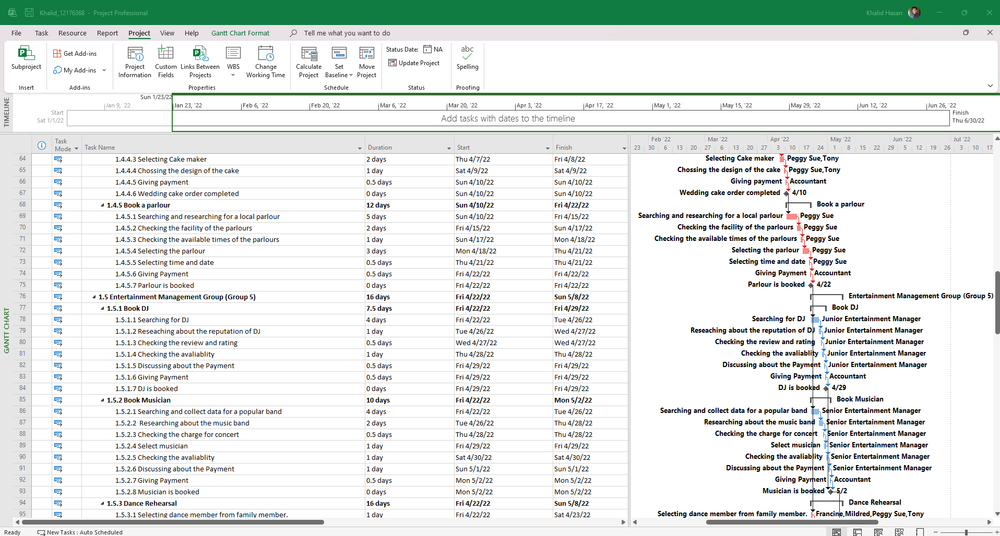 Khalid_12176368 - Project Professional
Khalid Hasan
File Task Resource Report Project View Help Gantt Chart Format Tell me what you want to do
Subproject
Insert
Get Add-ins
My Add-ins
Add-ins
Project Information
Custom Fields
Links Between Projects
WBS
Change Working Time
Properties
Calculate Project
Set Baseline
Move Project
Schedule
Status Date: NA
Update Project
Status
abc
Spelling
Proofing
TIMELINE
Sun 1/23/22
Jan 9, '22 Jan 23, '22 Feb 6, '22 Feb 20, '22 Mar 6, '22 Mar 20, '22 Apr 3, '22 Apr 17, '22 May 1, '22 May 15, '22 May 29, '22 Jun 12, '22 Jun 26, '22
Start
Sat 1/1/22
Add tasks with dates to the timeline
Finish
Thu 6/30/22
GANTT CHART
Task Mode Task Name Duration Start Finish
64 1.4.4.3 Selecting Cake maker 2 days Thu 4/7/22 Fri 4/8/22
65 1.4.4.4 Chossing the design of the cake 1 day Sat 4/9/22 Sat 4/9/22
66 1.4.4.5 Giving payment 0.5 days Sun 4/10/22 Sun 4/10/22
67 1.4.4.6 Wedding cake order completed 0 days Sun 4/10/22 Sun 4/10/22
68 1.4.5 Book a parlour 12 days Sun 4/10/22 Fri 4/22/22
69 1.4.5.1 Searching and researching for a local parlour 5 days Sun 4/10/22 Fri 4/15/22
70 1.4.5.2 Checking the facility of the parlours 2 days Fri 4/15/22 Sun 4/17/22
71 1.4.5.3 Checking the available times of the parlours 1 day Sun 4/17/22 Mon 4/18/22
72 1.4.5.4 Selecting the parlour 3 days Mon 4/18/22 Thu 4/21/22
73 1.4.5.5 Selecting time and date 0.5 days Thu 4/21/22 Thu 4/21/22
74 1.4.5.6 Giving Payment 0.5 days Fri 4/22/22 Fri 4/22/22
75 1.4.5.7 Parlour is booked 0 days Fri 4/22/22 Fri 4/22/22
76 1.5 Entertainment Management Group (Group 5) 16 days Fri 4/22/22 Sun 5/8/22
77 1.5.1 Book DJ 7.5 days Fri 4/22/22 Fri 4/29/22
78 1.5.1.1 Searching for DJ 4 days Fri 4/22/22 Tue 4/26/22
79 1.5.1.2 Reseaching about the reputation of DJ 1 day Tue 4/26/22 Wed 4/27/22
80 1.5.1.3 Checking the review and rating 0.5 days Wed 4/27/22 Wed 4/27/22
81 1.5.1.4 Checking the avaliablity 1 day Thu 4/28/22 Thu 4/28/22
82 1.5.1.5 Discussing about the Payment 0.5 days Fri 4/29/22 Fri 4/29/22
83 1.5.1.6 Giving Payment 0.5 days Fri 4/29/22 Fri 4/29/22
84 1.5.1.7 DJ is booked 0 days Fri 4/29/22 Fri 4/29/22
85 1.5.2 Book Musician 10 days Fri 4/22/22 Mon 5/2/22
86 1.5.2.1 Searching and collect data for a popular band 4 days Fri 4/22/22 Tue 4/26/22
87 1.5.2.2 Researching about the music band 2 days Tue 4/26/22 Thu 4/28/22
88 1.5.2.3 Checking the charge for concert 0.5 days Thu 4/28/22 Thu 4/28/22
89 1.5.2.4 Select musician 1 day Fri 4/29/22 Fri 4/29/22
90 1.5.2.5 Checking the avaliablity 1 day Sat 4/30/22 Sat 4/30/22
91 1.5.2.6 Discussing about the Payment 1 day Sun 5/1/22 Sun 5/1/22
92 1.5.2.7 Giving Payment 0.5 days Mon 5/2/22 Mon 5/2/22
93 1.5.2.8 Musician is booked 0 days Mon 5/2/22 Mon 5/2/22
94 1.5.3 Dance Rehearsal 16 days Fri 4/22/22 Sun 5/8/22
95 1.5.3.1 Selecting dance member from family member. 1 day Fri 4/22/22 Sat 4/23/22
Feb '22 Mar '22 Apr '22 May '22 Jun '22 Jul '22
23 30 6 13 20 27 6 13 20 27 3 10 17 24 1 8 15 22 29 5 12 19 26 3 10 17
Selecting Cake maker Peggy Sue,Tony
Chossing the design of the cake Peggy Sue,Tony
Giving payment Accountant
Wedding cake order completed 4/10
Book a parlour
Searching and researching for a local parlour Peggy Sue
Checking the facility of the parlours Peggy Sue
Checking the available times of the parlours Peggy Sue
Selecting the parlour Peggy Sue
Selecting time and date Peggy Sue
Giving Payment Accountant
Parlour is booked 4/22
Entertainment Management Group (Group 5)
Book DJ
Searching for DJ Junior Entertainment Manager
Reseaching about the reputation of DJ Junior Entertainment Manager
Checking the review and rating Junior Entertainment Manager
Checking the avaliablity Junior Entertainment Manager
Discussing about the Payment Junior Entertainment Manager
Giving Payment Accountant
DJ is booked 4/29
Book Musician
Searching and collect data for a popular band Senior Entertainment Manager
Researching about the music band Senior Entertainment Manager
Checking the charge for concert Senior Entertainment Manager
Select musician Senior Entertainment Manager
Checking the avaliablity Senior Entertainment Manager
Discussing about the Payment Senior Entertainment Manager
Giving Payment Accountant
Musician is booked 5/2
Dance Rehearsal
Selecting dance member from family member. Francine,Mildred,Peggy Sue,Tony
Ready New Tasks : Auto Scheduled